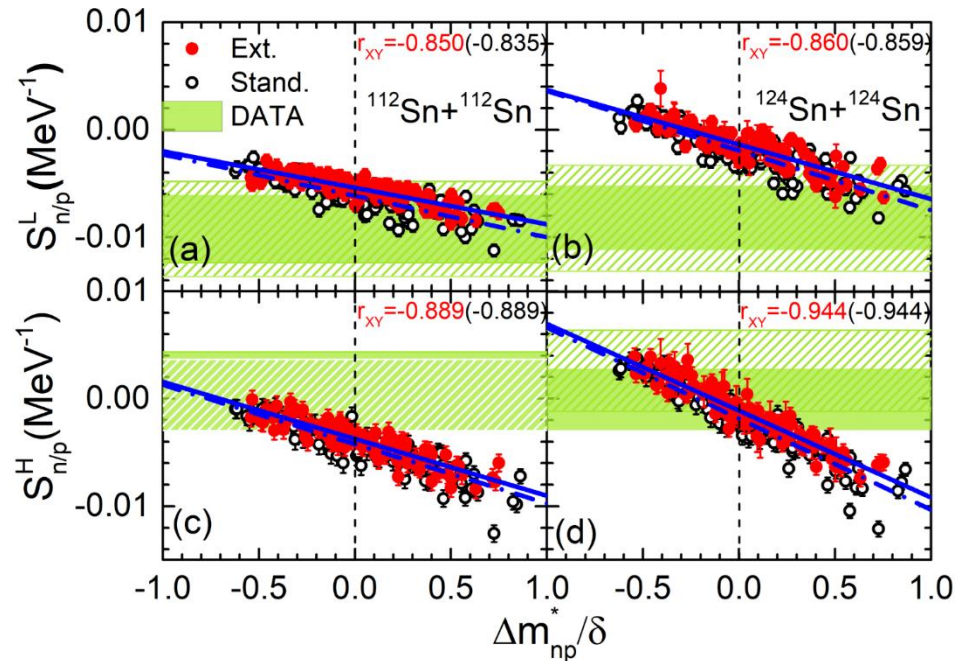 0.01
Ext.
Stand.
DATA
r_XY=-0.850(-0.835)
^112Sn+^112Sn
r_XY=-0.860(-0.859)
^124Sn+^124Sn
S^L_n/p(MeV^-1)
0.00
-0.01
(a)
(b)
0.01
r_XY=-0.889(-0.889)
r_XY=-0.944(-0.944)
S^H_n/p(MeV^-1)
0.00
-0.01
(c)
(d)
-1.0 -0.5 0.0 0.5 1.0 -0.5 0.0 0.5 1.0
Δm*_np/δ